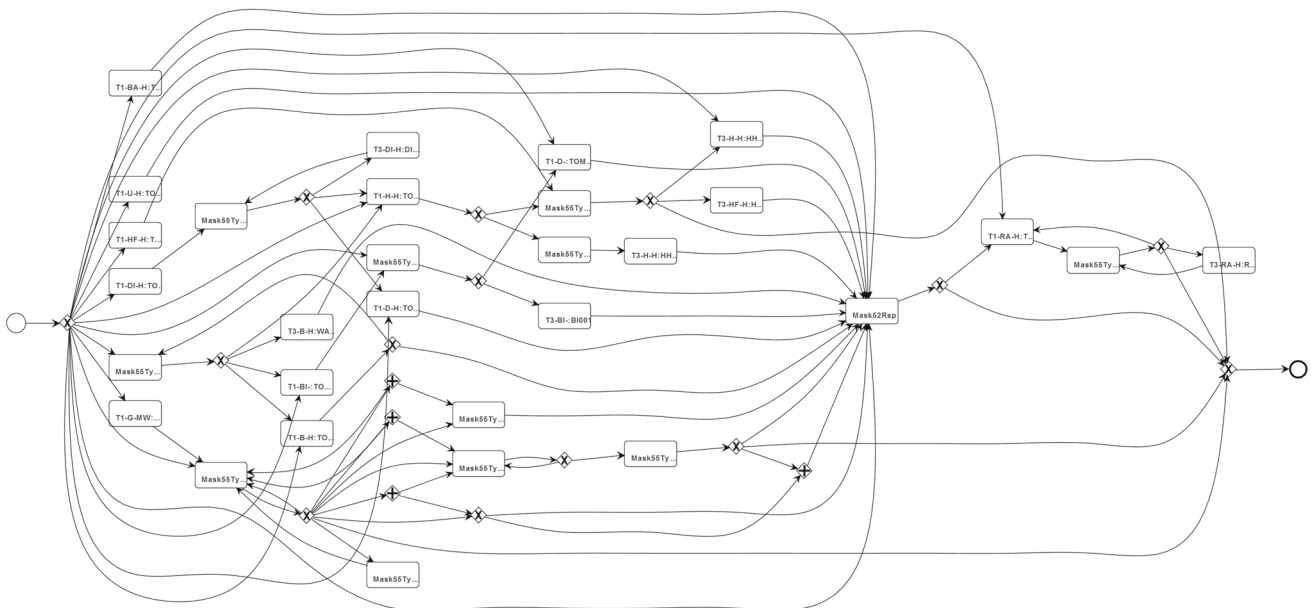 T1-BA-H:T...
T3-H-H:HH...
T3-DI-H:DI...
T1-D-:TOM...
T1-U-H:TO...
T1-H-H:TO...
T3-HF-H:H...
Mask55Ty...
Mask55Ty...
T1-HF-H:T...
T1-RA-H:T...
Mask55Ty...
T3-H-H:HH...
Mask55Ty...
Mask55Ty...
T3-RA-H:R...
T1-DI-H:TO...
T1-D-H:TO...
Mask52Rsp
T3-BI-:BI001
T3-B-H:WA...
Mask55Ty...
T1-BI-:TO...
T1-G-MW:...
Mask55Ty...
T1-B-H:TO...
Mask55Ty...
Mask55Ty...
Mask55Ty...
Mask55Ty...